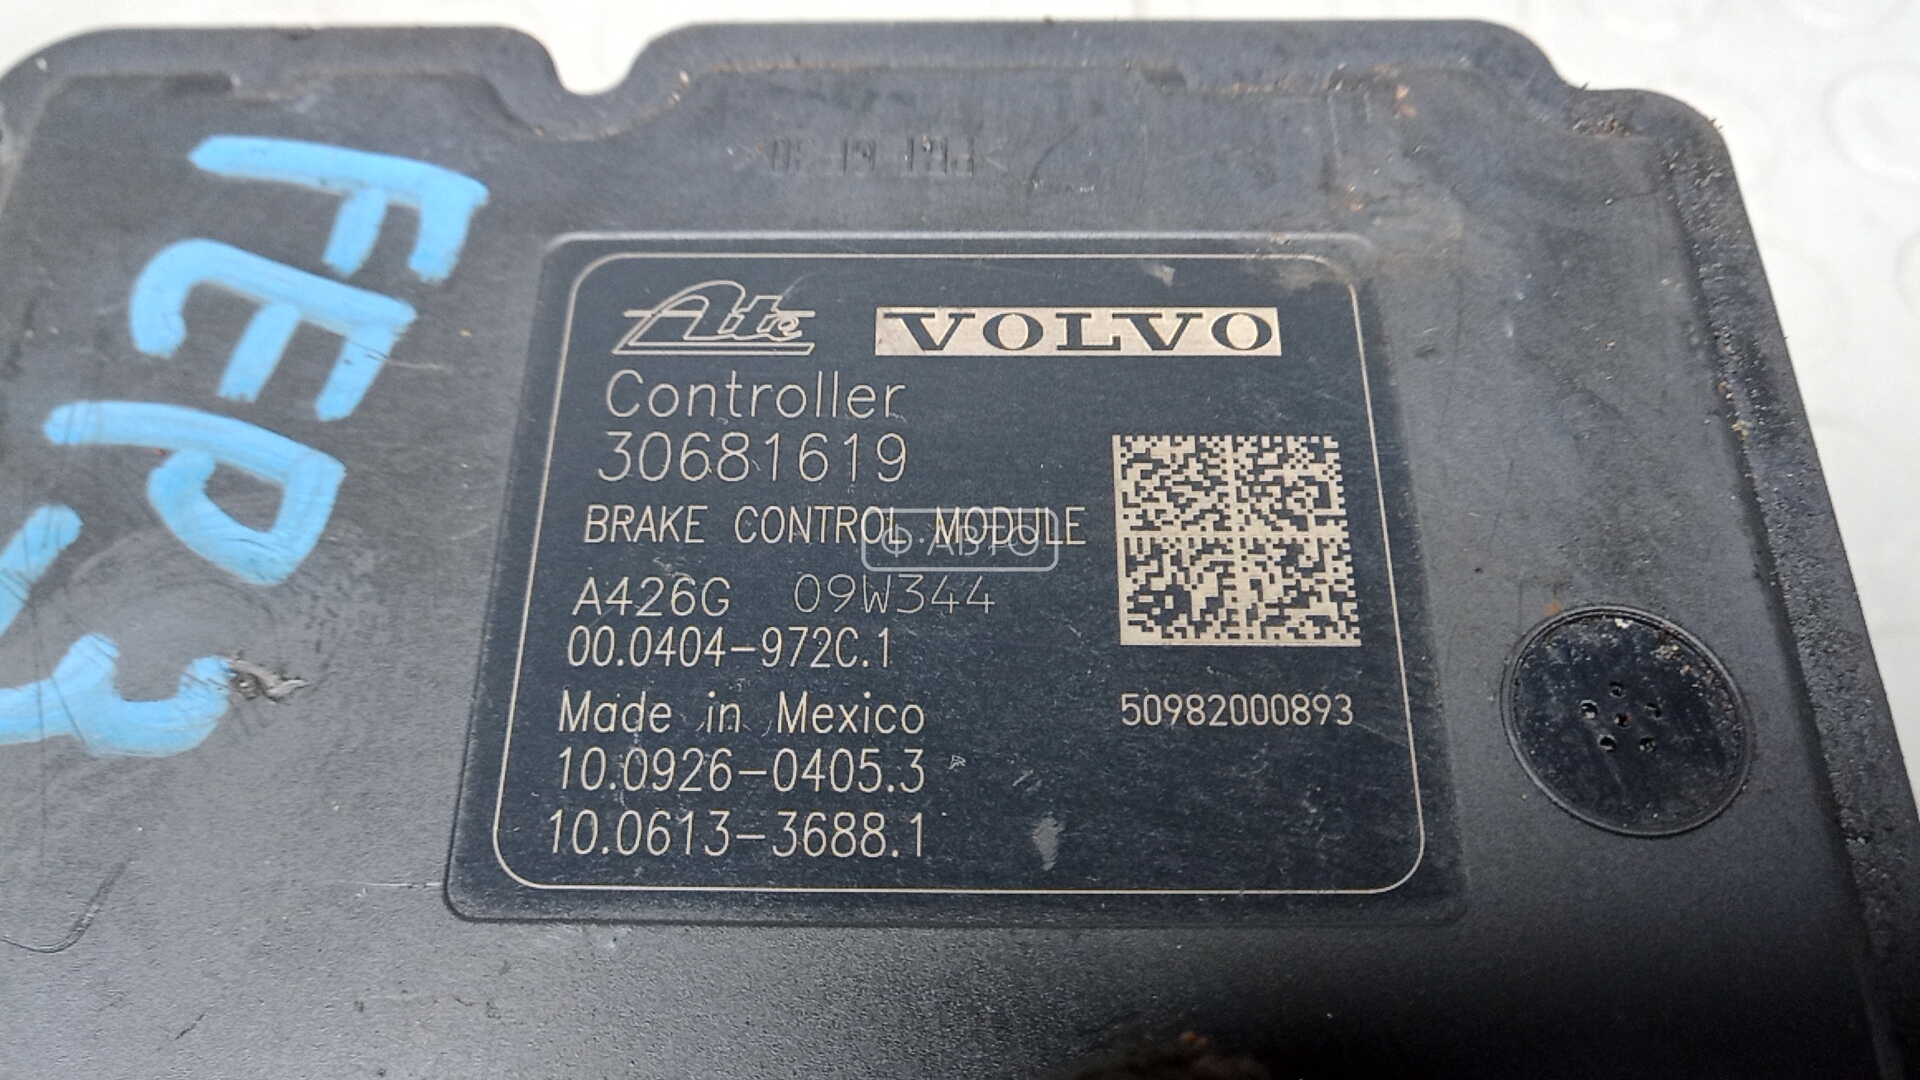 Ate VOLVO
Controller
30681619
BRAKE CONTROL MODULE
Ф·АВТО
A426G 09W344
00.0404-972C.1
Made in Mexico
50982000893
10.0926-0405.3
10.0613-3688.1